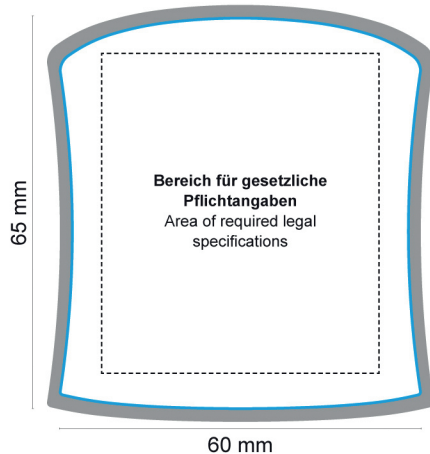 Bereich für gesetzliche
Pflichtangaben
Area of required legal
specifications
65 mm
60 mm